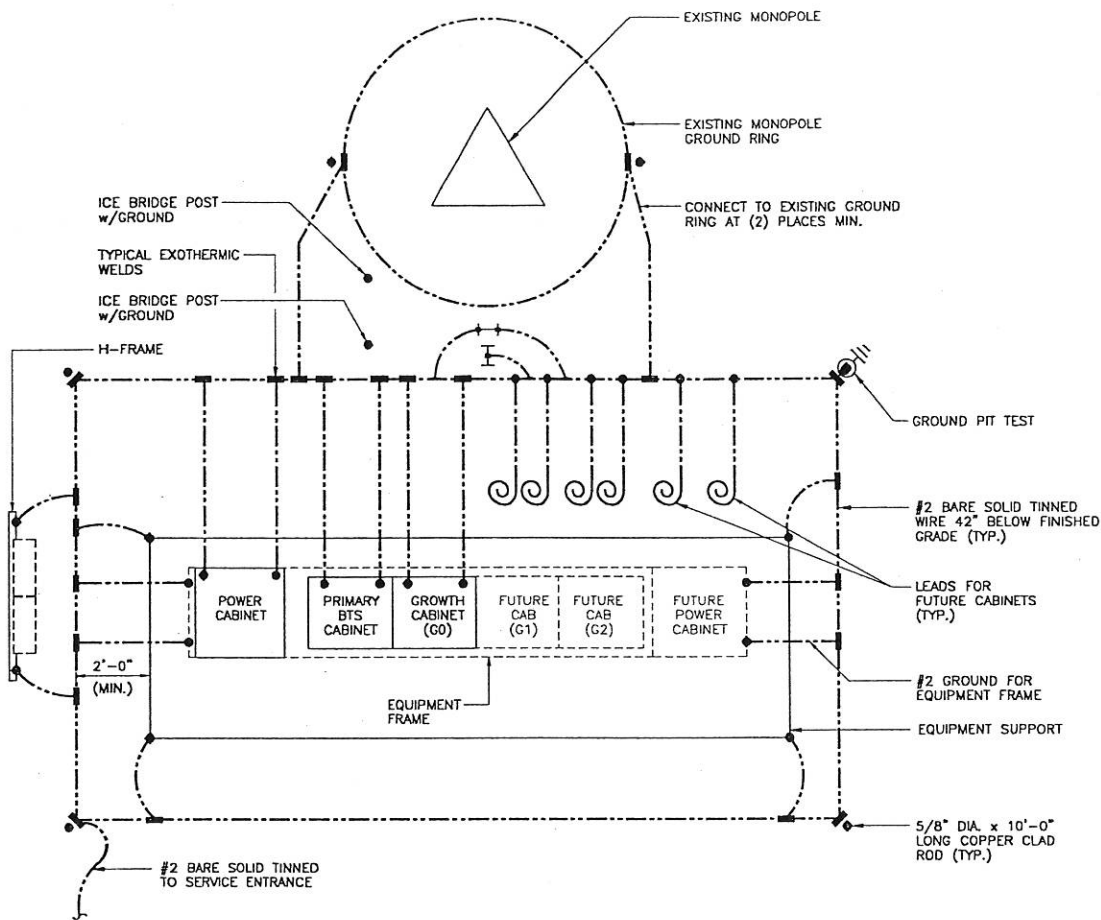 EXISTING MONOPOLE
EXISTING MONOPOLE
GROUND RING
ICE BRIDGE POST
w/GROUND
CONNECT TO EXISTING GROUND
RING AT (2) PLACES MIN.
TYPICAL EXOTHERMIC
WELDS
ICE BRIDGE POST
w/GROUND
H-FRAME
GROUND PIT TEST
#2 BARE SOLID TINNED
WIRE 42" BELOW FINISHED
GRADE (TYP.)
LEADS FOR
FUTURE CABINETS
(TYP.)
POWER
CABINET
PRIMARY
BTS
CABINET
GROWTH
CABINET
(G0)
FUTURE
CAB
(G1)
FUTURE
CAB
(G2)
FUTURE
POWER
CABINET
2'-0"
(MIN.)
#2 GROUND FOR
EQUIPMENT FRAME
EQUIPMENT
FRAME
EQUIPMENT SUPPORT
5/8" DIA. x 10'-0"
LONG COPPER CLAD
ROD (TYP.)
#2 BARE SOLID TINNED
TO SERVICE ENTRANCE